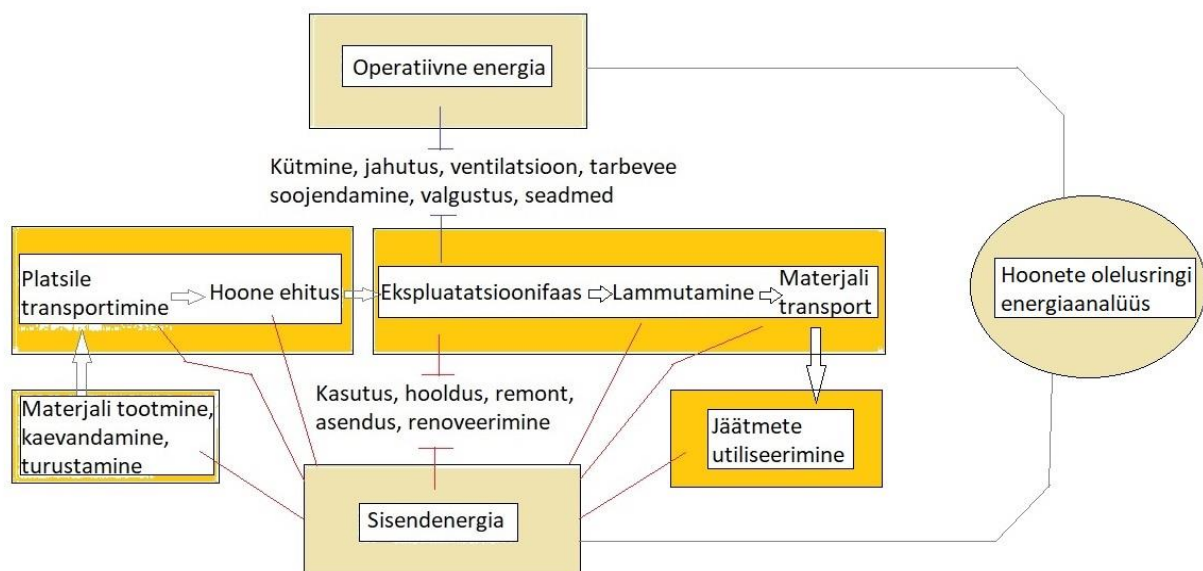 Operatiivne energia
Kütmine, jahutus, ventilatsioon, tarbevee
soojendamine, valgustus, seadmed
Platsile
transportimine
Hoone ehitus
Ekspluatatsioonifaas
Lammutamine
Materjali
transport
Hoonete olelusringi
energiaanalüüs
Materjali tootmine,
kaevandamine,
turustamine
Kasutus, hooldus, remont,
asendus, renoveerimine
Jäätmete
utiliseerimine
Sisendenergia